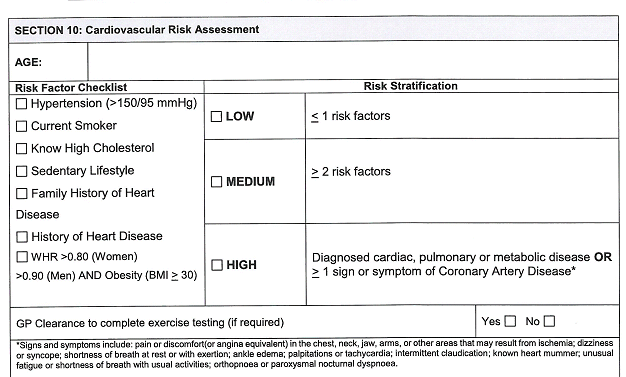 SECTION 10: Cardiovascular Risk Assessment
AGE:
Risk Factor Checklist
Risk Stratification
☐ Hypertension (>150/95 mmHg)
☐ Current Smoker
☐ Know High Cholesterol
☐ Sedentary Lifestyle
☐ Family History of Heart
Disease
☐ History of Heart Disease
☐ WHR >0.80 (Women)
>0.90 (Men) AND Obesity (BMI ≥ 30)
☐ LOW
≤ 1 risk factors
☐ MEDIUM
≥ 2 risk factors
☐ HIGH
Diagnosed cardiac, pulmonary or metabolic disease OR
≥ 1 sign or symptom of Coronary Artery Disease*
GP Clearance to complete exercise testing (if required)
Yes ☐ No ☐
*Signs and symptoms include: pain or discomfort(or angina equivalent) in the chest, neck, jaw, arms, or other areas that may result from ischemia; dizziness
or syncope; shortness of breath at rest or with exertion; ankle edema; palpitations or tachycardia; intermittent claudication; known heart mummer; unusual
fatigue or shortness of breath with usual activities; orthopnoea or paroxysmal nocturnal dyspnoea.